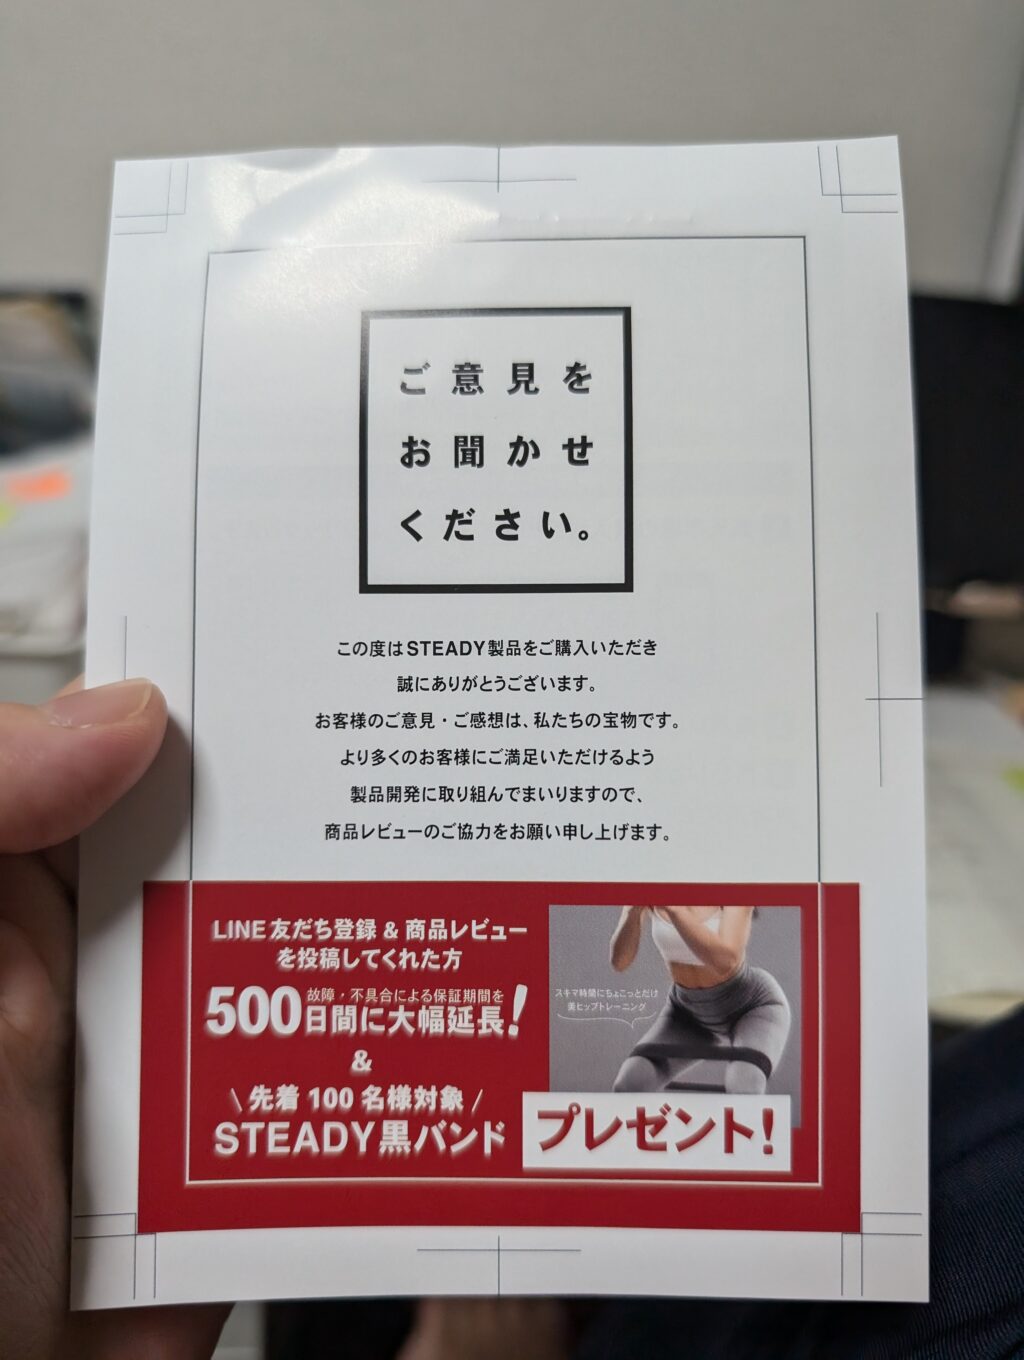 ご意見を
お聞かせ
ください。
この度はSTEADY製品をご購入いただき
誠にありがとうございます。
お客様のご意見・ご感想は、私たちの宝物です。
より多くのお客様にご満足いただけるよう
製品開発に取り組んでまいりますので、
商品レビューのご協力をお願い申し上げます。
LINE友だち登録 & 商品レビュー
を投稿してくれた方
故障・不具合による保証期間を
500日間に大幅延長!
&
\ 先着 100 名様対象 /
STEADY黒バンド
プレゼント!
スキマ時間にちょこっとだけ
美ヒップトレーニング